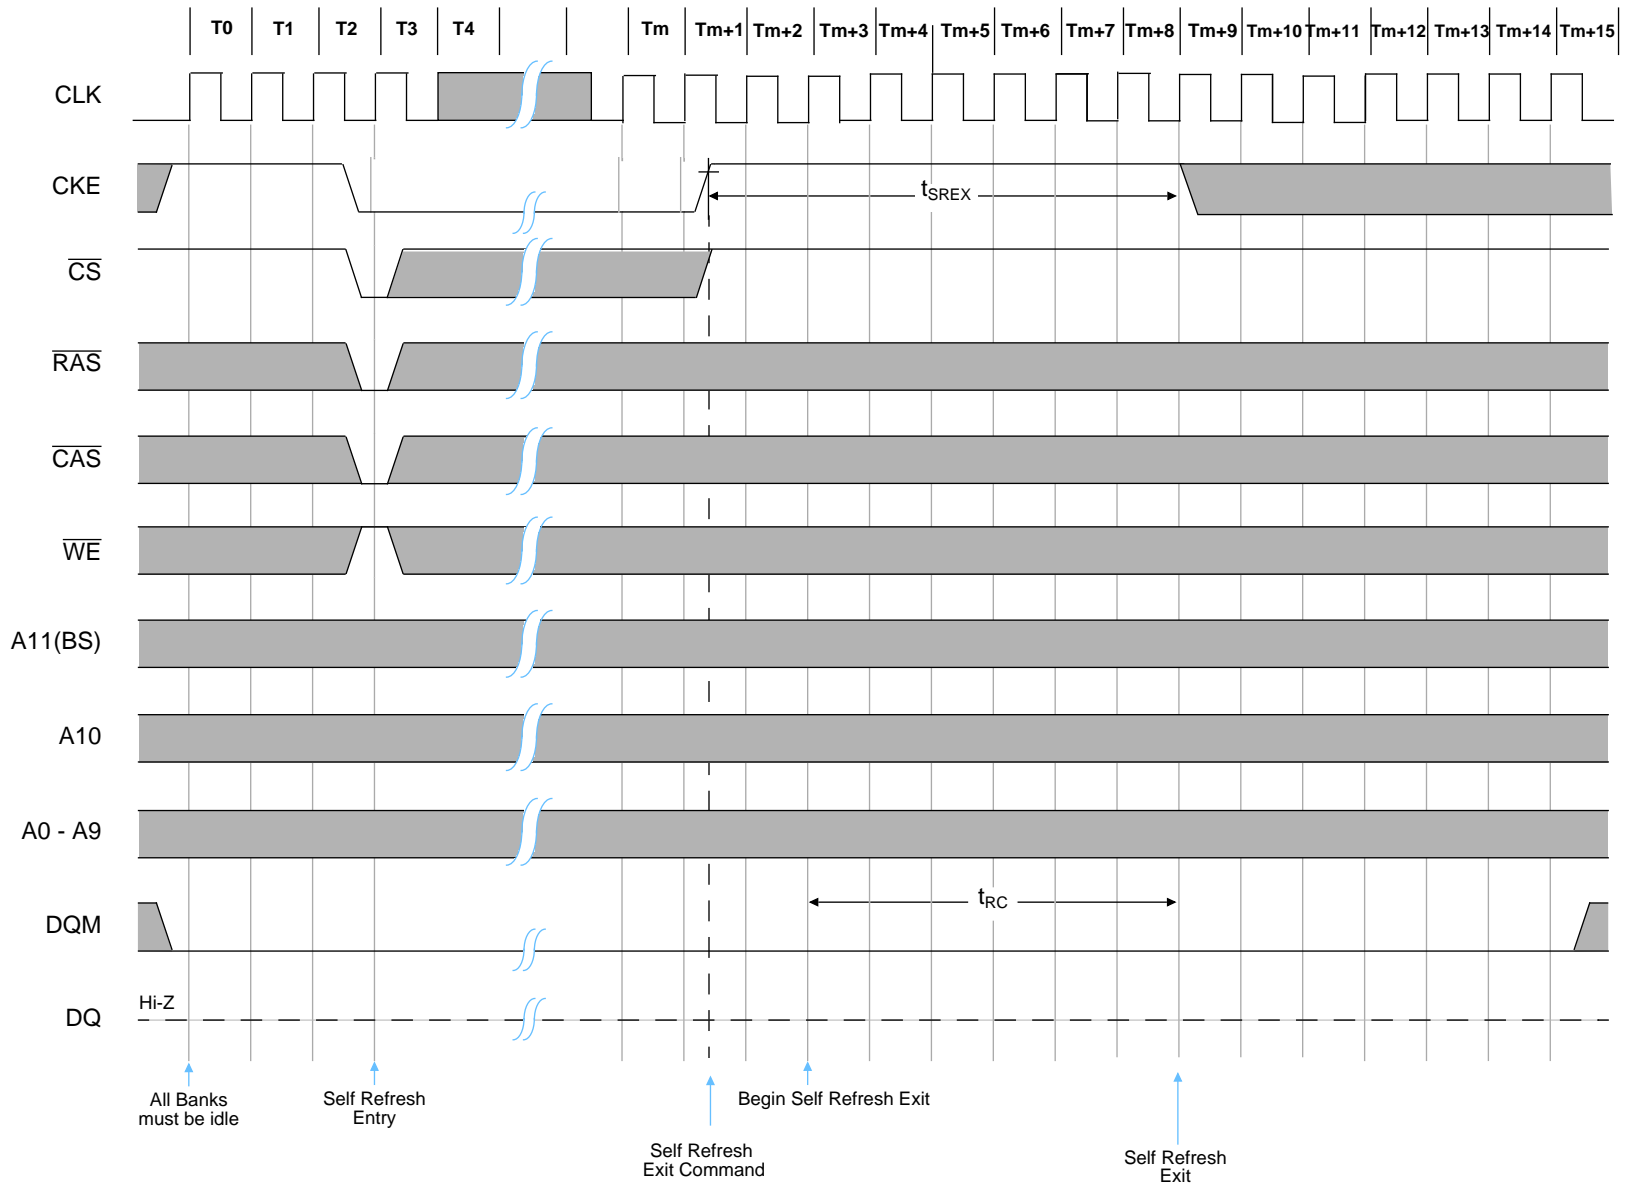 T0 T1 T2 T3 T4 Tm Tm+1 Tm+2 Tm+3 Tm+4 Tm+5 Tm+6 Tm+7 Tm+8 Tm+9 Tm+10 Tm+11 Tm+12 Tm+13 Tm+14 Tm+15
CLK
CKE
tSREX
CS
RAS
CAS
WE
A11(BS)
A10
A0 - A9
tRC
DQM
Hi-Z
DQ
All Banks
must be idle
Self Refresh
Entry
Begin Self Refresh Exit
Self Refresh
Exit Command
Self Refresh
Exit